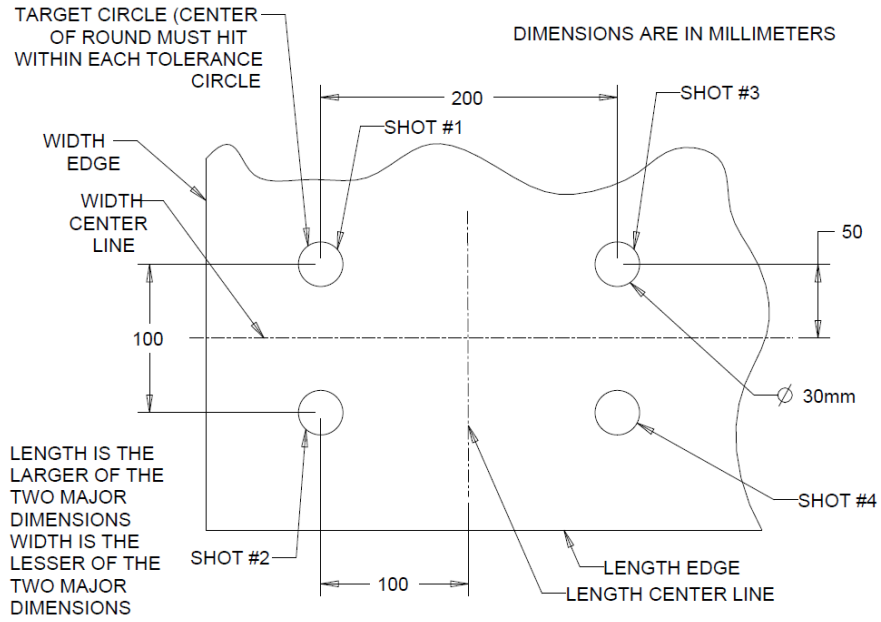 TARGET CIRCLE (CENTER
OF ROUND MUST HIT
WITHIN EACH TOLERANCE
CIRCLE
DIMENSIONS ARE IN MILLIMETERS
200
SHOT #1
SHOT #3
WIDTH
EDGE
WIDTH
CENTER
LINE
50
100
30mm
LENGTH IS THE
LARGER OF THE
TWO MAJOR
DIMENSIONS
WIDTH IS THE
LESSER OF THE
TWO MAJOR
DIMENSIONS
SHOT #4
SHOT #2
100
LENGTH EDGE
LENGTH CENTER LINE